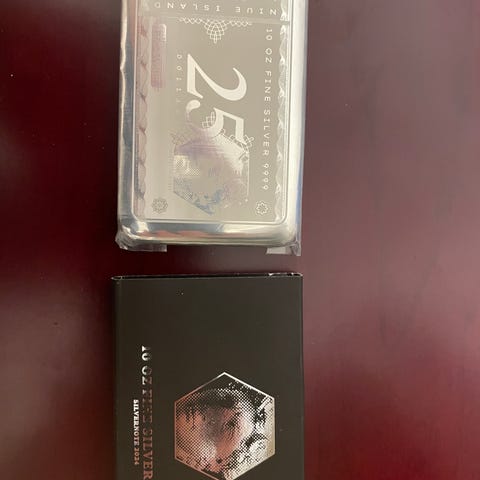 NIUE ISLAND
10 OZ FINE SILVER 9999
25
10 OZ FINE SILVER
SILVERNOTE 2024